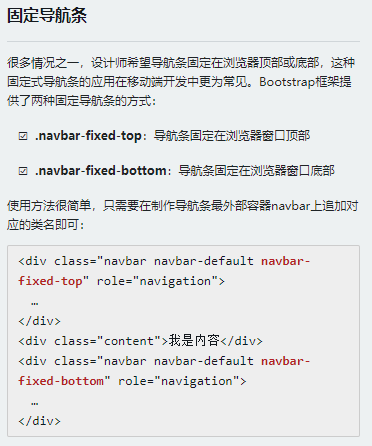 固定导航条
很多情况之一，设计师希望导航条固定在浏览器顶部或底部，这种
固定式导航条的应用在移动端开发中更为常见。Bootstrap框架提
供了两种固定导航条的方式：
☑ .navbar-fixed-top：导航条固定在浏览器窗口顶部
☑ .navbar-fixed-bottom：导航条固定在浏览器窗口底部
使用方法很简单，只需要在制作导航条最外部容器navbar上追加对
应的类名即可：
<div class="navbar navbar-default navbar-
fixed-top" role="navigation">
  …
</div>
<div class="content">我是内容</div>
<div class="navbar navbar-default navbar-
fixed-bottom" role="navigation">
  …
</div>